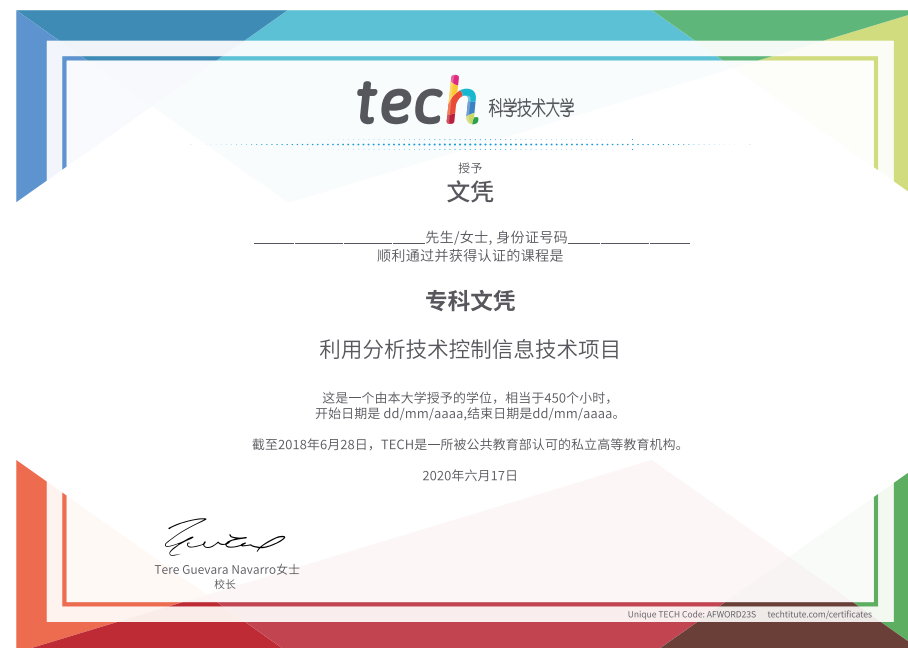 tech 科学技术大学
授予
文凭
____________________先生/女士, 身份证号码______________
顺利通过并获得认证的课程是
专科文凭
利用分析技术控制信息技术项目
这是一个由本大学授予的学位，相当于450个小时，
开始日期是 dd/mm/aaaa,结束日期是dd/mm/aaaa。
截至2018年6月28日，TECH是一所被公共教育部认可的私立高等教育机构。
2020年六月17日
Tere Guevara Navarro女士
校长
Unique TECH Code: AFWORD23S techtitute.com/certificates